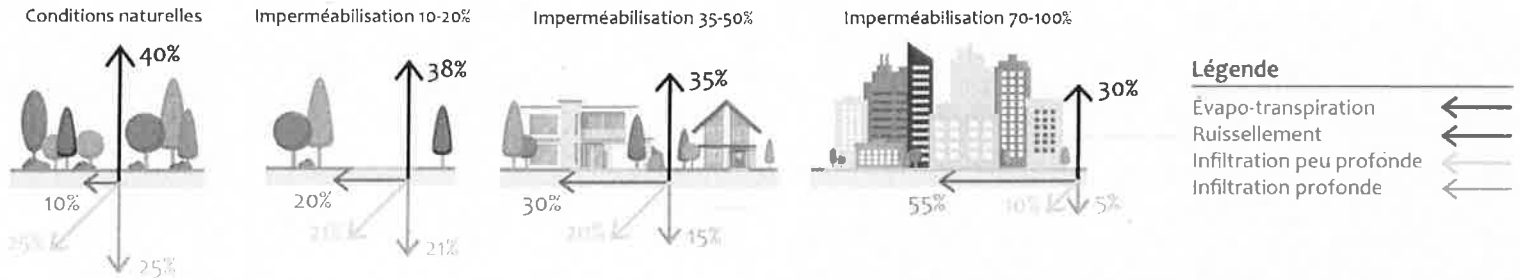 Conditions naturelles
40%
10%
25%
25%
Imperméabilisation 10-20%
38%
20%
21%
21%
Imperméabilisation 35-50%
35%
30%
20%
15%
Imperméabilisation 70-100%
30%
55%
10%
5%
Légende
Évapo-transpiration
Ruissellement
Infiltration peu profonde
Infiltration profonde